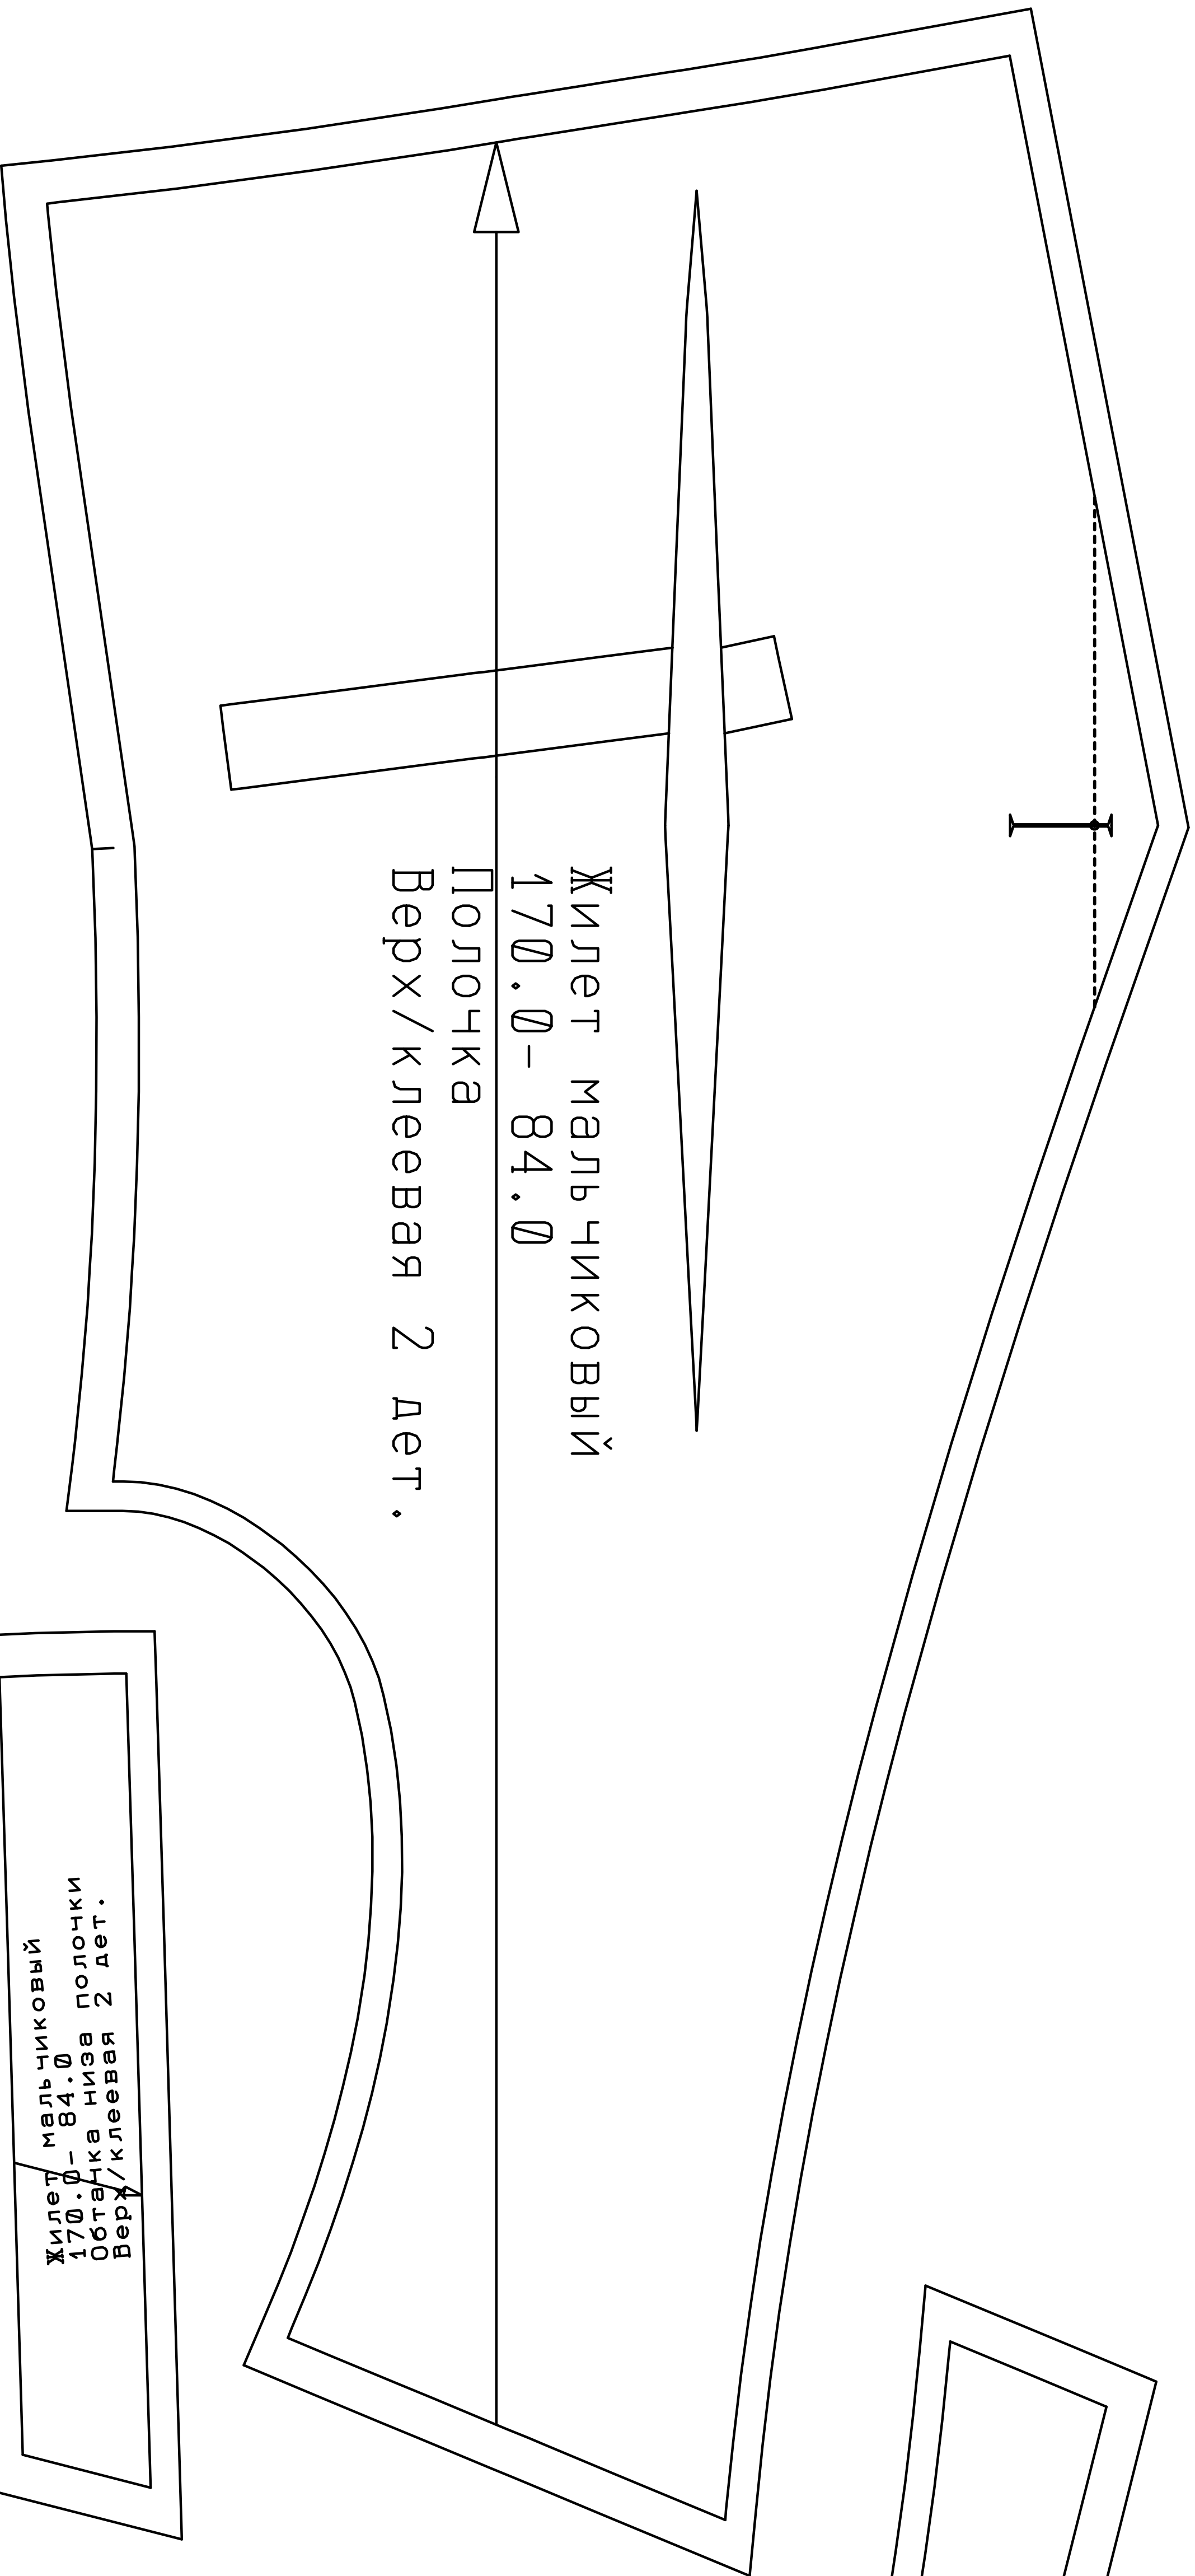 Жилет мальчиковый
170.0- 84.0
Полочка
Верх/клеевая 2 дет.
Жилет мальчиковый
170.0- 84.0
Обтачка низа полочки
Верх/клеевая 2 дет.